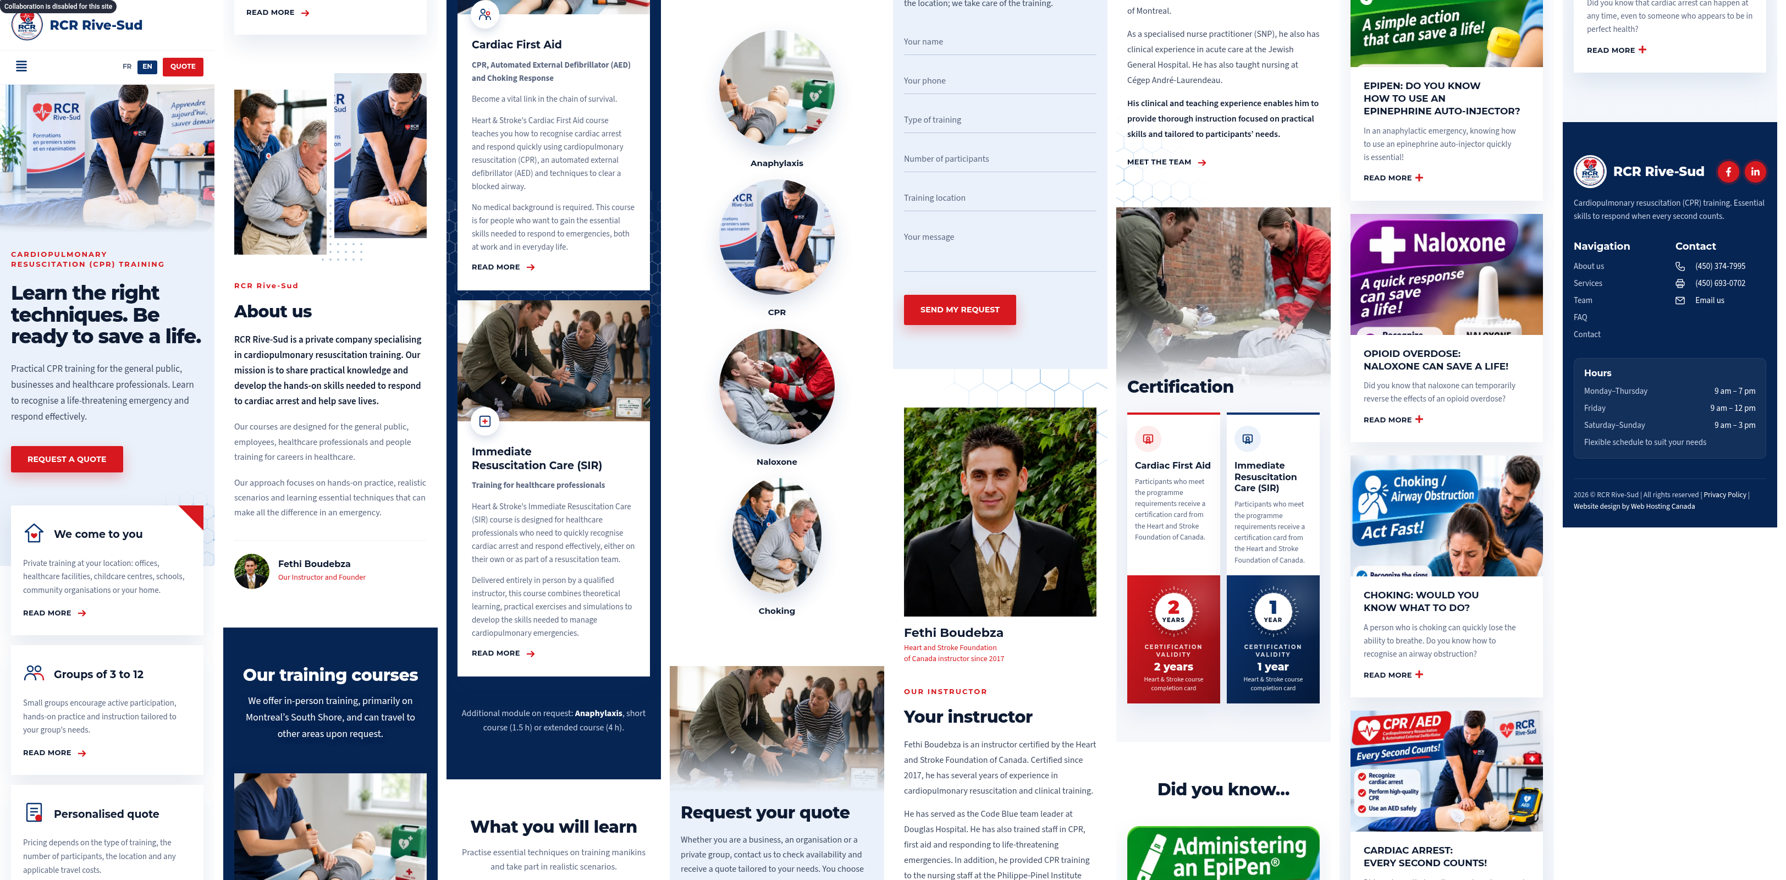 Collaboration is disabled for this site
RCR Rive-Sud
FR
EN
QUOTE
RCR
Rive-Sud
Formations
en premiers soins
et en réanimation
Apprendre
aujourd'hui,
CARDIOPULMONARY
RESUSCITATION (CPR) TRAINING
Learn the right
techniques. Be
ready to save a life.
Practical CPR training for the general public,
businesses and healthcare professionals. Learn
to recognise a life-threatening emergency and
respond effectively.
REQUEST A QUOTE
We come to you
Private training at your location: offices,
healthcare facilities, childcare centres, schools,
community organisations or your home.
READ MORE
Groups of 3 to 12
Small groups encourage active participation,
hands-on practice and instruction tailored to
your group's needs.
READ MORE
Personalised quote
Pricing depends on the type of training, the
number of participants, the location and any
applicable travel costs.
READ MORE
RCR Rive-Sud
About us
RCR Rive-Sud is a private company specialising
in cardiopulmonary resuscitation training. Our
mission is to share practical knowledge and
develop the hands-on skills needed to respond
to cardiac arrest and help save lives.
Our courses are designed for the general public,
employees, healthcare professionals and people
training for careers in healthcare.
Our approach focuses on hands-on practice, realistic
scenarios and learning essential techniques that can
make all the difference in an emergency.
Fethi Boudebza
Our Instructor and Founder
Our training courses
We offer in-person training, primarily on
Montreal's South Shore, and can travel to
other areas upon request.
Cardiac First Aid
CPR, Automated External Defibrillator (AED)
and Choking Response
Become a vital link in the chain of survival.
Heart & Stroke's Cardiac First Aid course
teaches you how to recognise cardiac arrest
and respond quickly using cardiopulmonary
resuscitation (CPR), an automated external
defibrillator (AED) and techniques to clear a
blocked airway.
No medical background is required. This course
is for people who want to gain the essential
skills needed to respond to emergencies, both
at work and in everyday life.
READ MORE
Immediate
Resuscitation Care (SIR)
Training for healthcare professionals
Heart & Stroke's Immediate Resuscitation Care
(SIR) course is designed for healthcare
professionals who need to quickly recognise
cardiac arrest and respond effectively, either on
their own or as part of a resuscitation team.
Delivered entirely in person by a qualified
instructor, this course combines theoretical
learning, practical exercises and simulations to
develop the skills needed to manage
cardiopulmonary emergencies.
READ MORE
Additional module on request: Anaphylaxis, short
course (1.5 h) or extended course (4 h).
What you will learn
Practise essential techniques on training manikins
and take part in realistic scenarios.
Anaphylaxis
CPR
Naloxone
Choking
Request your quote
Whether you are a business, an organisation or a
private group, contact us to check availability and
receive a quote tailored to your needs. You choose
the location; we take care of the training.
Your name
Your phone
Type of training
Number of participants
Training location
Your message
SEND MY REQUEST
Fethi Boudebza
Heart and Stroke Foundation
of Canada instructor since 2017
OUR INSTRUCTOR
Your instructor
Fethi Boudebza is an instructor certified by the Heart
and Stroke Foundation of Canada. Certified since
2017, he has several years of experience in
cardiopulmonary resuscitation and clinical training.
He has served as the Code Blue team leader at
Douglas Hospital. He has also trained staff in CPR,
first aid and responding to life-threatening
emergencies. In addition, he provided CPR training
to the nursing staff at the Philippe-Pinel Institute
of Montreal.
As a specialised nurse practitioner (SNP), he also has
clinical experience in acute care at the Jewish
General Hospital. He has also taught nursing at
Cégep André-Laurendeau.
His clinical and teaching experience enables him to
provide thorough instruction focused on practical
skills and tailored to participants' needs.
MEET THE TEAM
Certification
Cardiac First Aid
Participants who meet
the programme
requirements receive a
certification card from
the Heart and Stroke
Foundation of Canada.
2
YEARS
CERTIFICATION
VALIDITY
2 years
Heart & Stroke course
completion card
Immediate
Resuscitation
Care (SIR)
Participants who meet
the programme
requirements receive a
certification card from
the Heart and Stroke
Foundation of Canada.
1
YEAR
CERTIFICATION
VALIDITY
1 year
Heart & Stroke course
completion card
Did you know...
Administering
an EpiPen®
A simple action
that can save a life!
EPIPEN: DO YOU KNOW
HOW TO USE AN
EPINEPHRINE AUTO-INJECTOR?
In an anaphylactic emergency, knowing how
to use an epinephrine auto-injector quickly
is essential!
READ MORE
Naloxone
A quick response
can save
a life!
NALOXONE
OPIOID OVERDOSE:
NALOXONE CAN SAVE A LIFE!
Did you know that naloxone can temporarily
reverse the effects of an opioid overdose?
READ MORE
Choking /
Airway Obstruction
Act Fast!
Recognize the signs
CHOKING: WOULD YOU
KNOW WHAT TO DO?
A person who is choking can quickly lose the
ability to breathe. Do you know how to
recognise an airway obstruction?
READ MORE
CPR / AED
Every Second Counts!
Recognize
cardiac arrest
Perform high-quality
CPR
Use an AED safely
RCR
Rive-Sud
CARDIAC ARREST:
EVERY SECOND COUNTS!
Did you know that cardiac arrest can happen at
any time, even to someone who appears to be in
perfect health?
READ MORE
RCR Rive-Sud
Cardiopulmonary resuscitation (CPR) training. Essential
skills to respond when every second counts.
Navigation
About us
Services
Team
FAQ
Contact
Contact
(450) 374-7995
(450) 693-0702
Email us
Hours
Monday–Thursday 9 am – 7 pm
Friday 9 am – 12 pm
Saturday–Sunday 9 am – 3 pm
Flexible schedule to suit your needs
2026 © RCR Rive-Sud | All rights reserved | Privacy Policy |
Website design by Web Hosting Canada